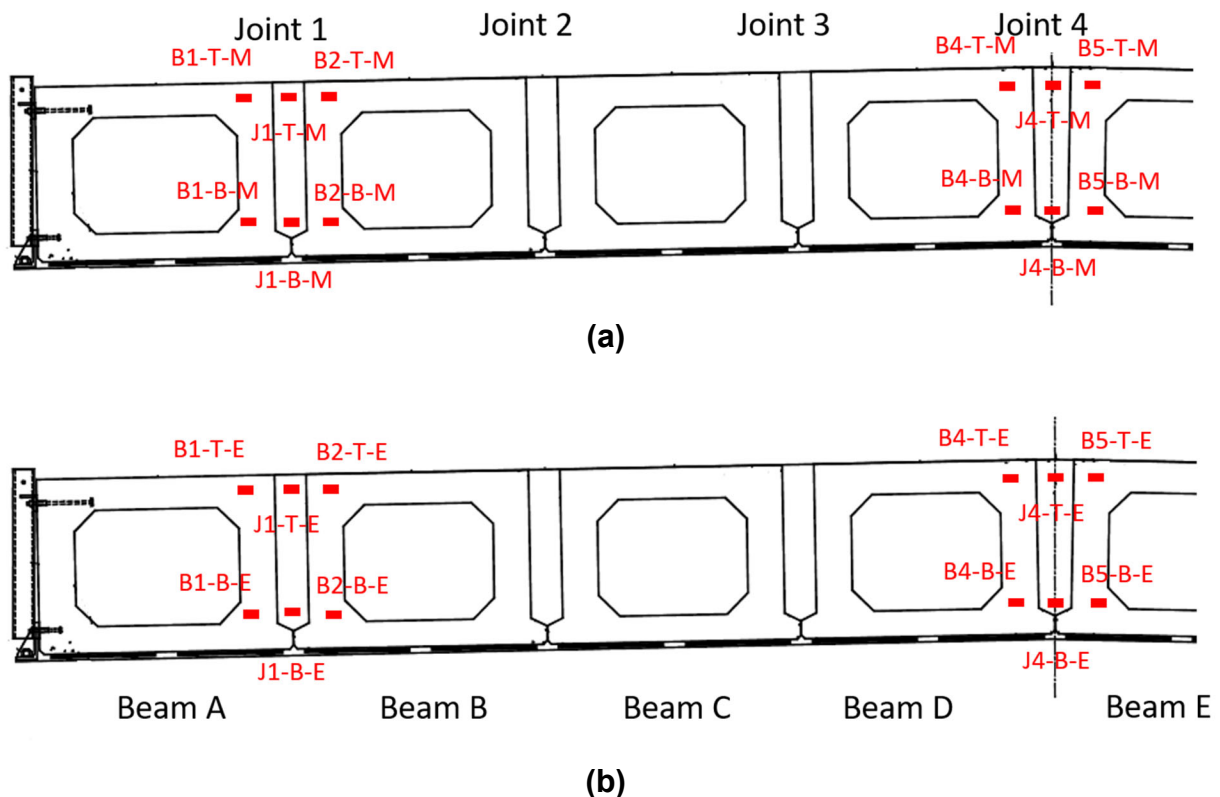 Joint 1
Joint 2
Joint 3
Joint 4
B1-T-M
B2-T-M
B4-T-M
B5-T-M
J1-T-M
J4-T-M
B1-B-M
B2-B-M
B4-B-M
B5-B-M
J1-B-M
J4-B-M
(a)
B1-T-E
B2-T-E
B4-T-E
B5-T-E
J1-T-E
J4-T-E
B1-B-E
B2-B-E
B4-B-E
B5-B-E
J1-B-E
J4-B-E
Beam A
Beam B
Beam C
Beam D
Beam E
(b)